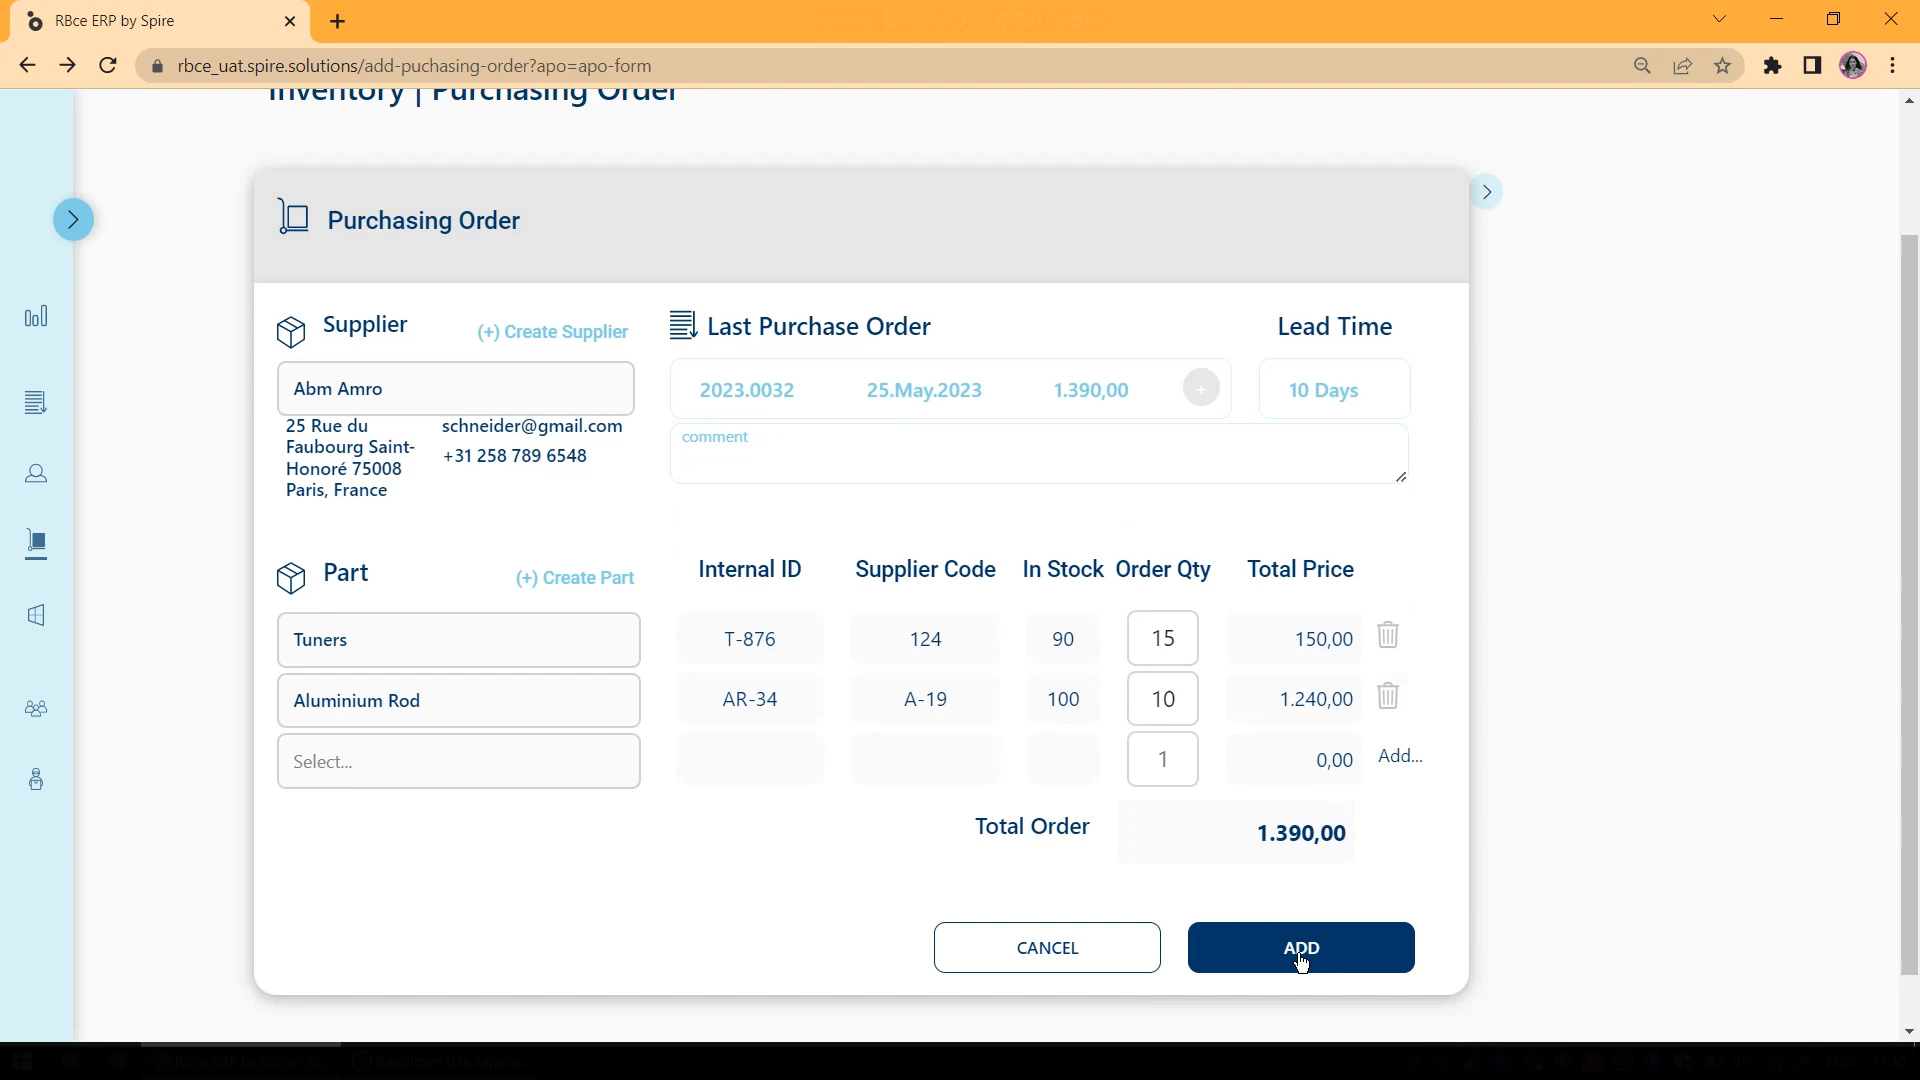 RBce ERP by Spire
rbce_uat.spire.solutions/add-puchasing-order?apo=apo-form
Inventory | Purchasing Order
Purchasing Order
Supplier
(+) Create Supplier
Last Purchase Order
Lead Time
Abm Amro
2023.0032
25.May.2023
1.390,00
+
10 Days
25 Rue du
Faubourg Saint-
Honoré 75008
Paris, France
schneider@gmail.com
+31 258 789 6548
comment
Part
(+) Create Part
Internal ID
Supplier Code
In Stock
Order Qty
Total Price
Tuners
T-876
124
90
15
150,00
Aluminium Rod
AR-34
A-19
100
10
1.240,00
Select...
1
0,00
Add...
Total Order
1.390,00
CANCEL
ADD